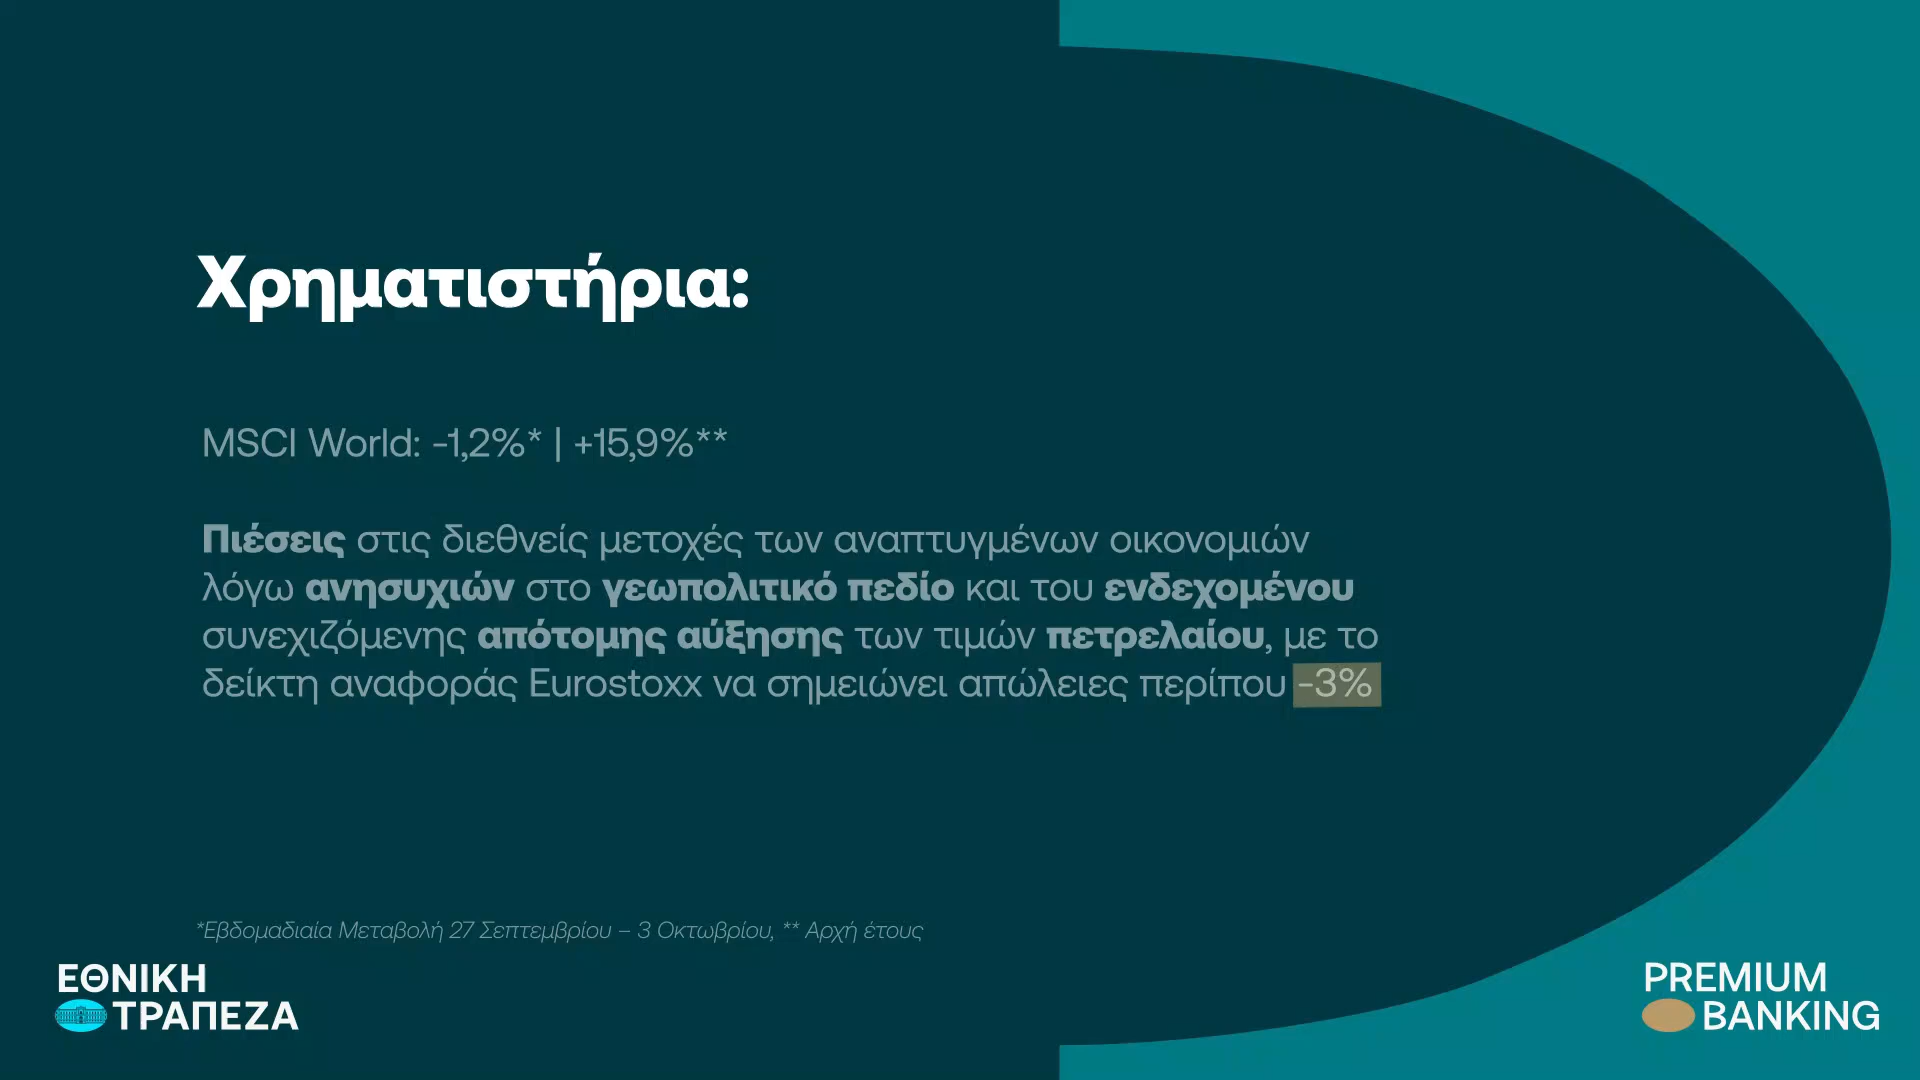 Χρηματιστήρια:
MSCI World: -1,2%* | +15,9%**
Πιέσεις στις διεθνείς μετοχές των αναπτυγμένων οικονομιών
λόγω ανησυχιών στο γεωπολιτικό πεδίο και του ενδεχομένου
συνεχιζόμενης απότομης αύξησης των τιμών πετρελαίου, με το
δείκτη αναφοράς Eurostoxx να σημειώνει απώλειες περίπου -3%
*Εβδομαδιαία Μεταβολή 27 Σεπτεμβρίου – 3 Οκτωβρίου, ** Αρχή έτους
ΕΘΝΙΚΗ
ΤΡΑΠΕΖΑ
PREMIUM
BANKING